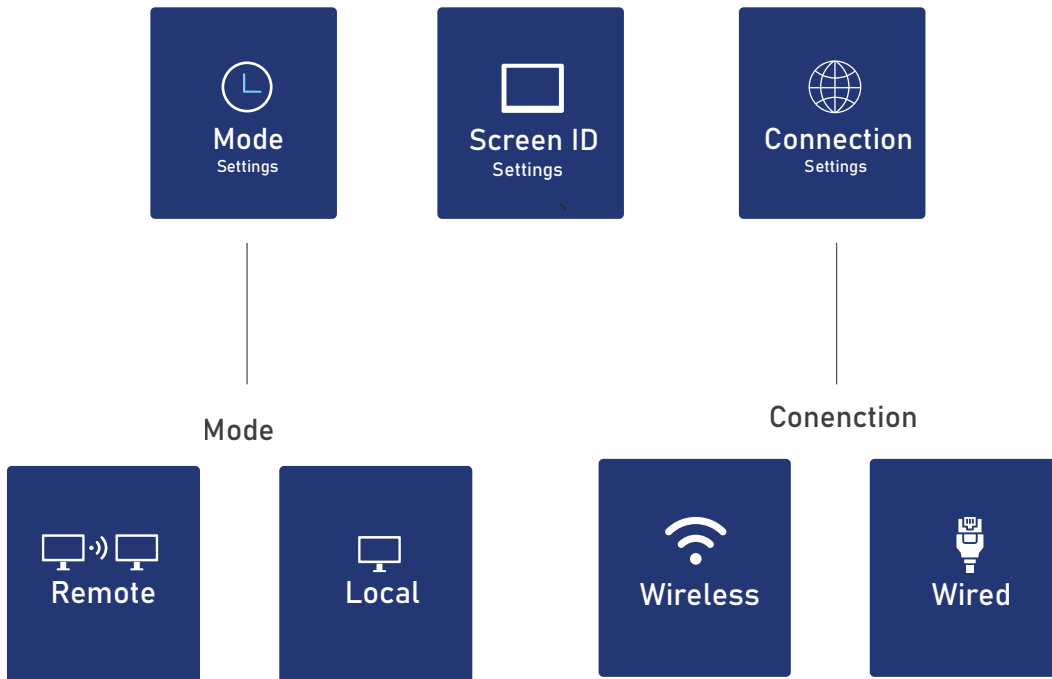 Mode
Settings
Screen ID
Settings
Connection
Settings
Mode
Conenction
Remote
Local
Wireless
Wired